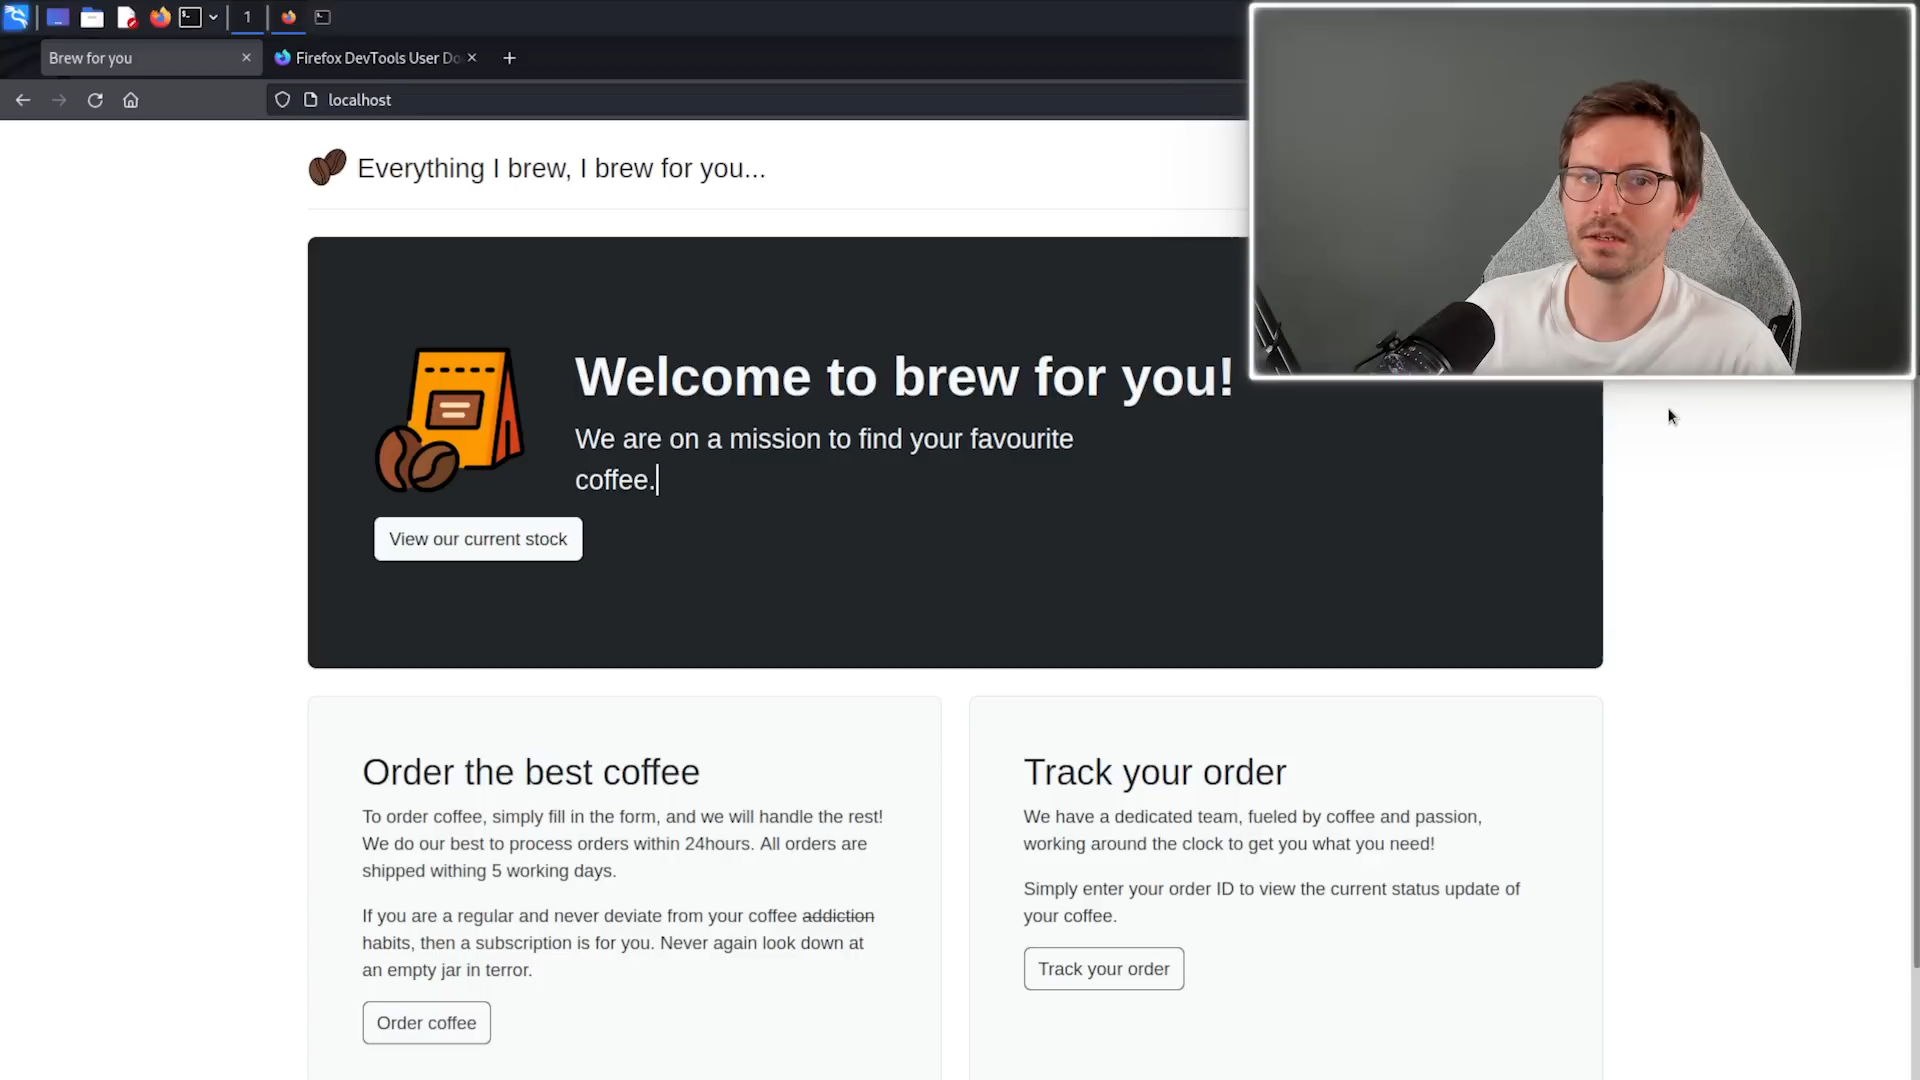 1
Brew for you
Firefox DevTools User Do
localhost
Everything I brew, I brew for you...
Welcome to brew for you!
We are on a mission to find your favourite
coffee.
View our current stock
Order the best coffee
To order coffee, simply fill in the form, and we will handle the rest!
We do our best to process orders within 24hours. All orders are
shipped withing 5 working days.
If you are a regular and never deviate from your coffee addiction
habits, then a subscription is for you. Never again look down at
an empty jar in terror.
Order coffee
Track your order
We have a dedicated team, fueled by coffee and passion,
working around the clock to get you what you need!
Simply enter your order ID to view the current status update of
your coffee.
Track your order